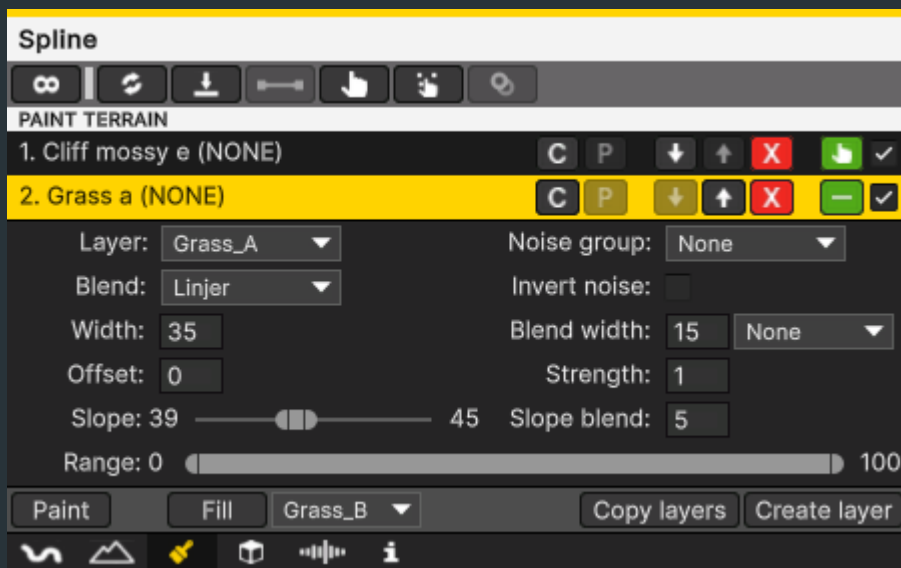 Spline
PAINT TERRAIN
1. Cliff mossy e (NONE) C P X
2. Grass a (NONE) C P X
Layer: Grass_A Noise group: None
Blend: Linjer Invert noise:
Width: 35 Blend width: 15 None
Offset: 0 Strength: 1
Slope: 39 45 Slope blend: 5
Range: 0 100
Paint Fill Grass_B Copy layers Create layer